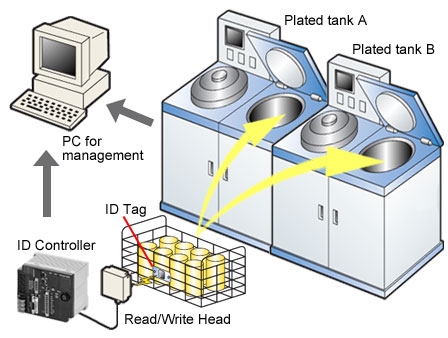 Plated tank A
Plated tank B
PC for
management
ID Tag
ID Controller
Read/Write Head